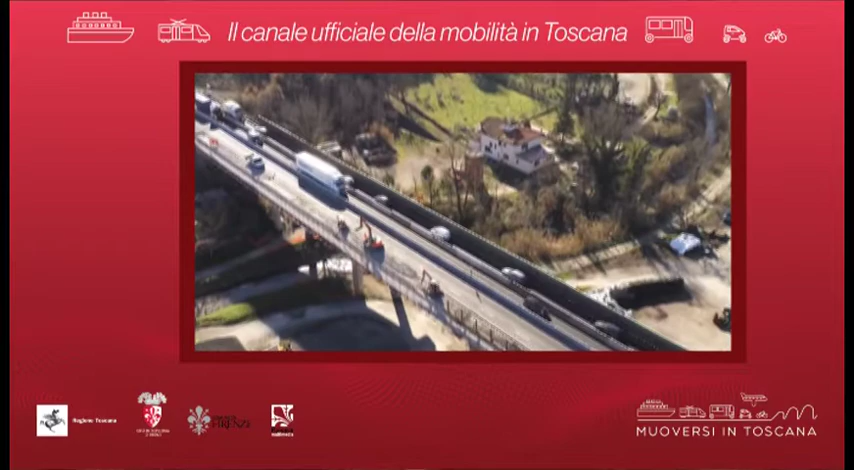 Il canale ufficiale della mobilità in Toscana
Regione Toscana
MUOVERSI IN TOSCANA